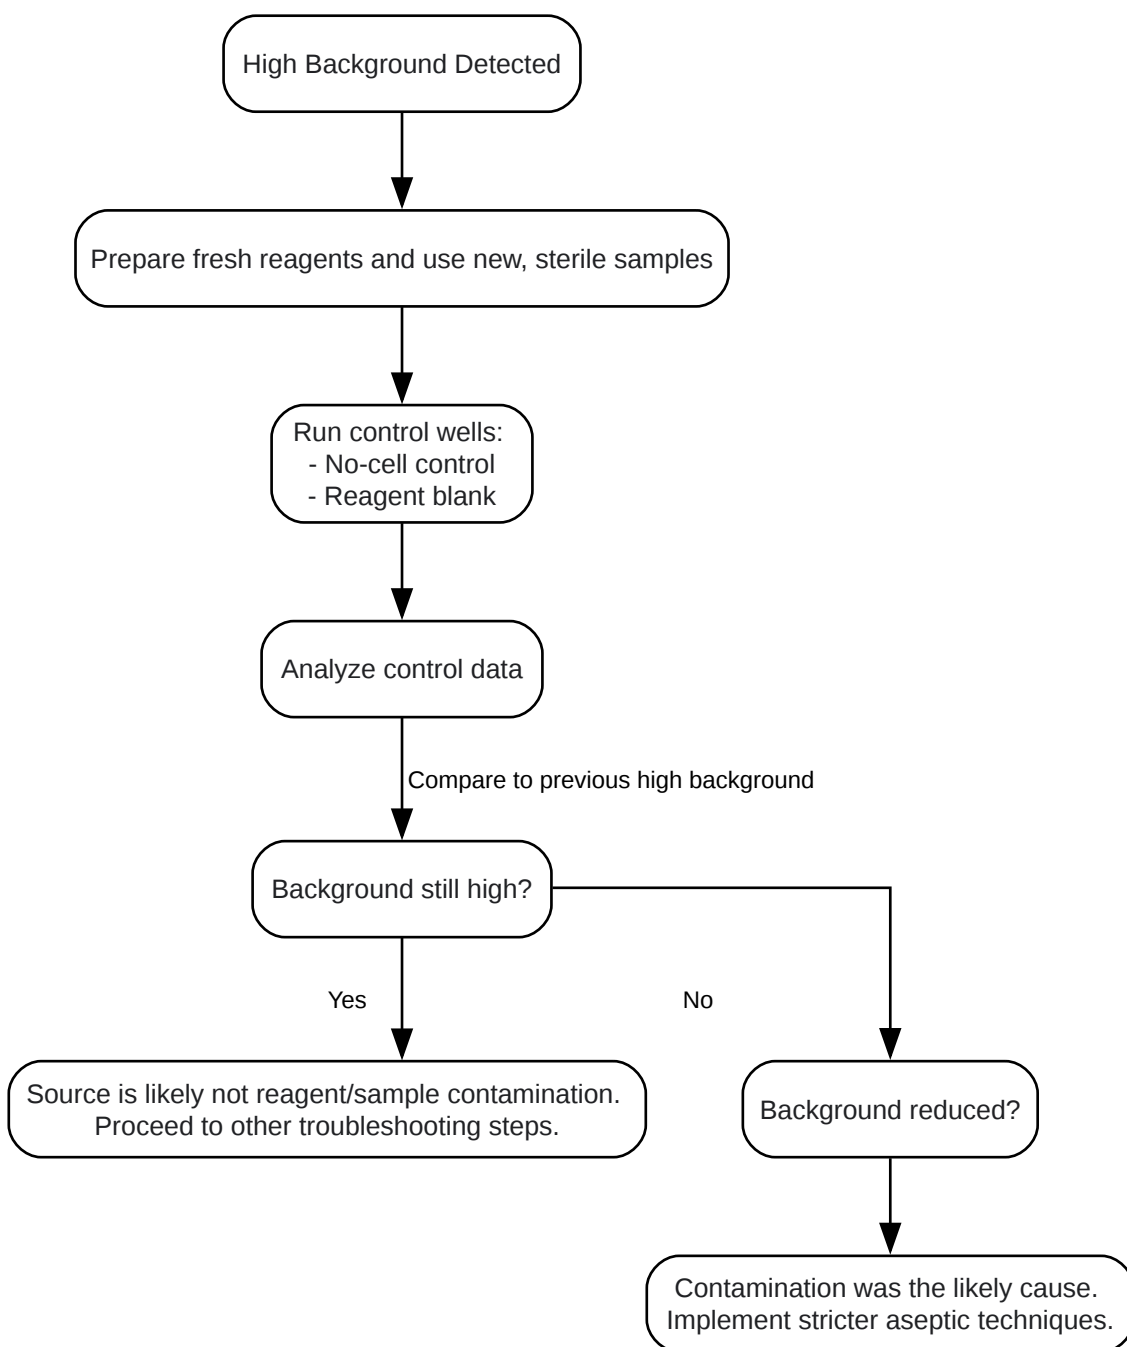 High Background Detected
Prepare fresh reagents and use new, sterile samples
Run control wells:
- No-cell control
- Reagent blank
Analyze control data
Compare to previous high background
Background still high?
Yes
No
Source is likely not reagent/sample contamination.
Proceed to other troubleshooting steps.
Background reduced?
Contamination was the likely cause.
Implement stricter aseptic techniques.